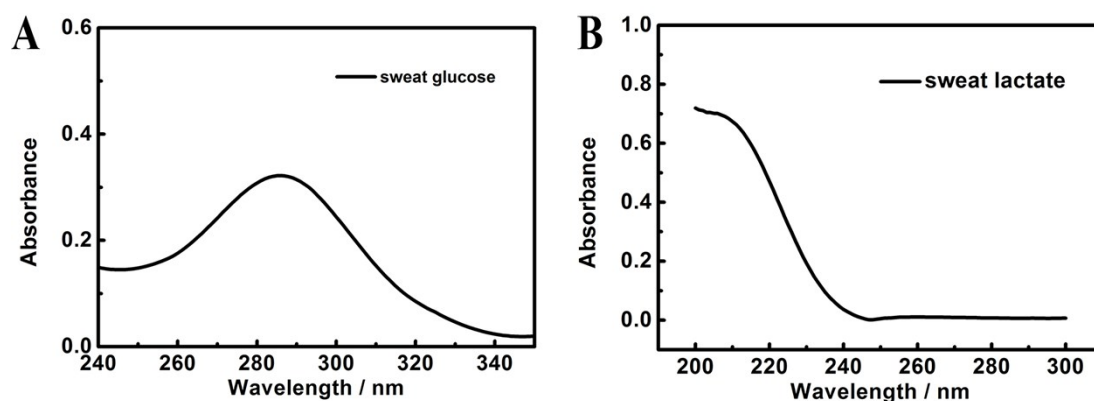 A
0.6
0.4
0.2
0.0
Absorbance
sweat glucose
240 260 280 300 320 340
Wavelength / nm
B
1.0
0.8
0.6
0.4
0.2
0.0
Absorbance
sweat lactate
200 220 240 260 280 300
Wavelength / nm